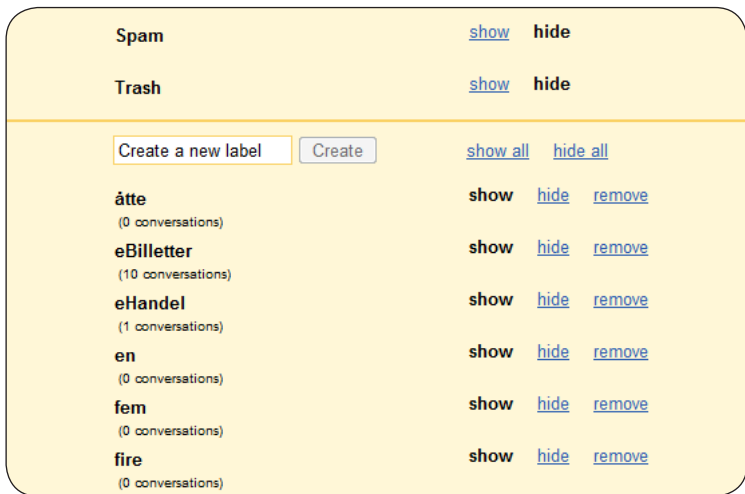 Spam show hide
Trash show hide
Create a new label Create show all hide all
åtte show hide remove
(0 conversations)
eBilletter show hide remove
(10 conversations)
eHandel show hide remove
(1 conversations)
en show hide remove
(0 conversations)
fem show hide remove
(0 conversations)
fire show hide remove
(0 conversations)